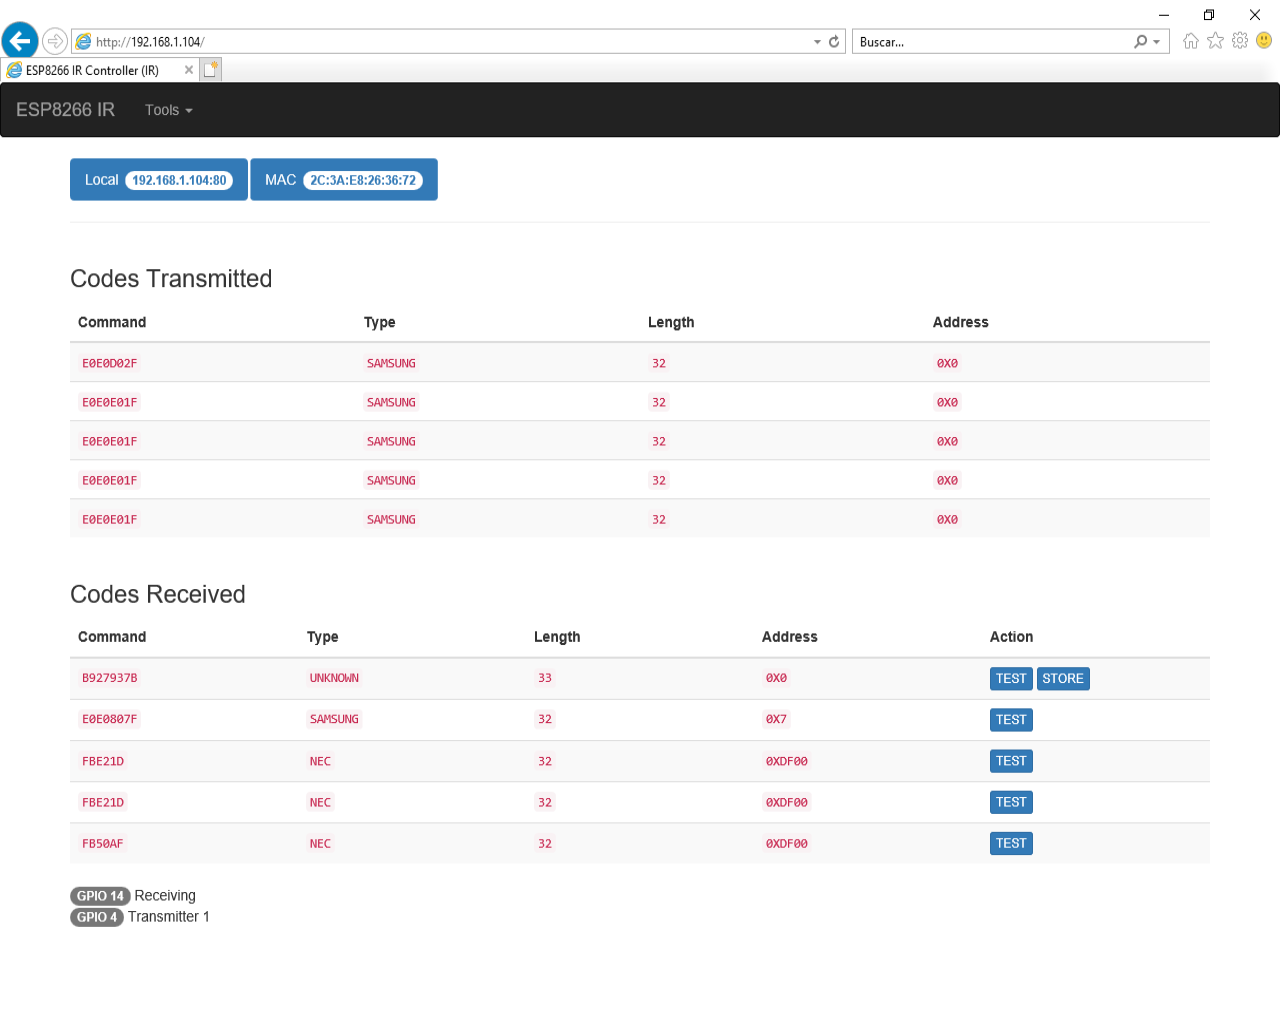 http://192.168.1.104/
Buscar...
ESP8266 IR Controller (IR)
ESP8266 IR Tools
Local 192.168.1.104:80 MAC 2C:3A:E8:26:36:72
Codes Transmitted
Command Type Length Address
E0E0D02F SAMSUNG 32 0X0
E0E0E01F SAMSUNG 32 0X0
E0E0E01F SAMSUNG 32 0X0
E0E0E01F SAMSUNG 32 0X0
E0E0E01F SAMSUNG 32 0X0
Codes Received
Command Type Length Address Action
B927937B UNKNOWN 33 0X0 TEST STORE
E0E0807F SAMSUNG 32 0X7 TEST
FBE21D NEC 32 0XDF00 TEST
FBE21D NEC 32 0XDF00 TEST
FB50AF NEC 32 0XDF00 TEST
GPIO 14 Receiving
GPIO 4 Transmitter 1